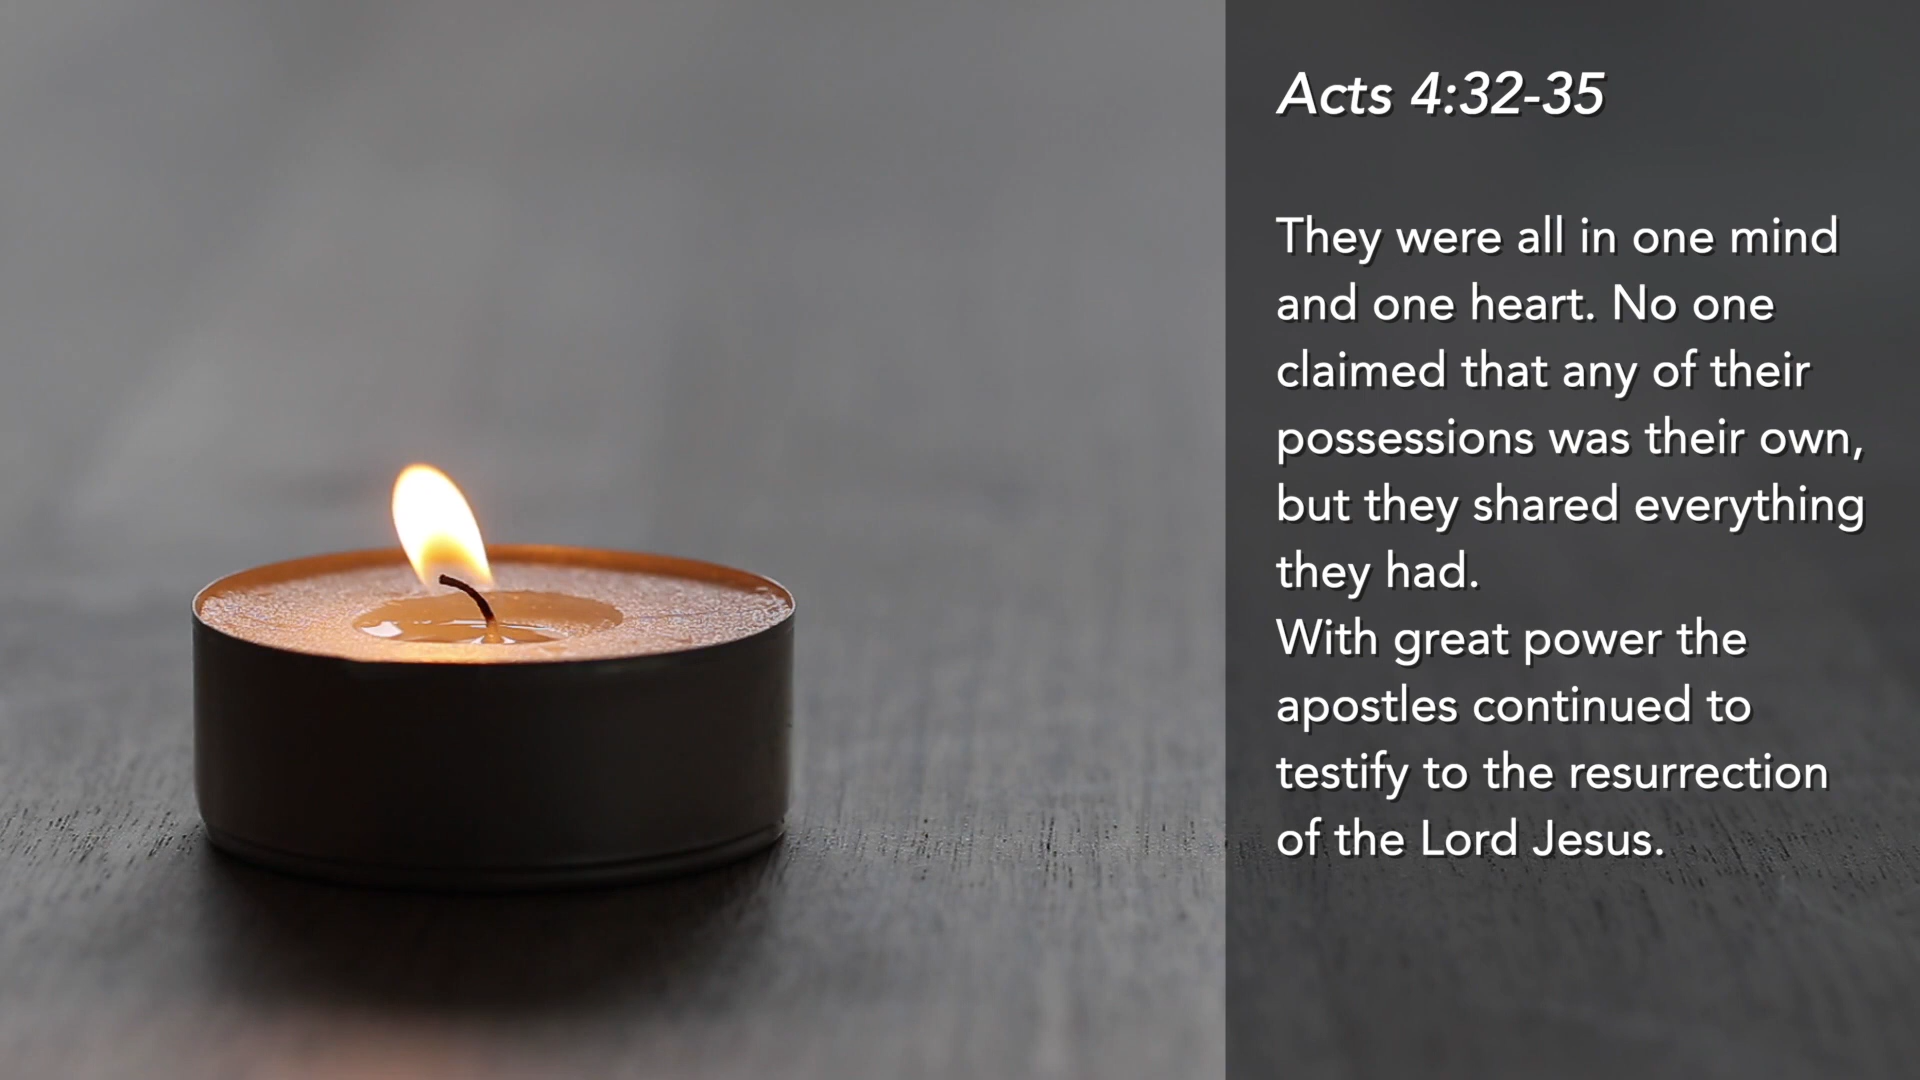 Acts 4:32-35
They were all in one mind
and one heart. No one
claimed that any of their
possessions was their own,
but they shared everything
they had.
With great power the
apostles continued to
testify to the resurrection
of the Lord Jesus.